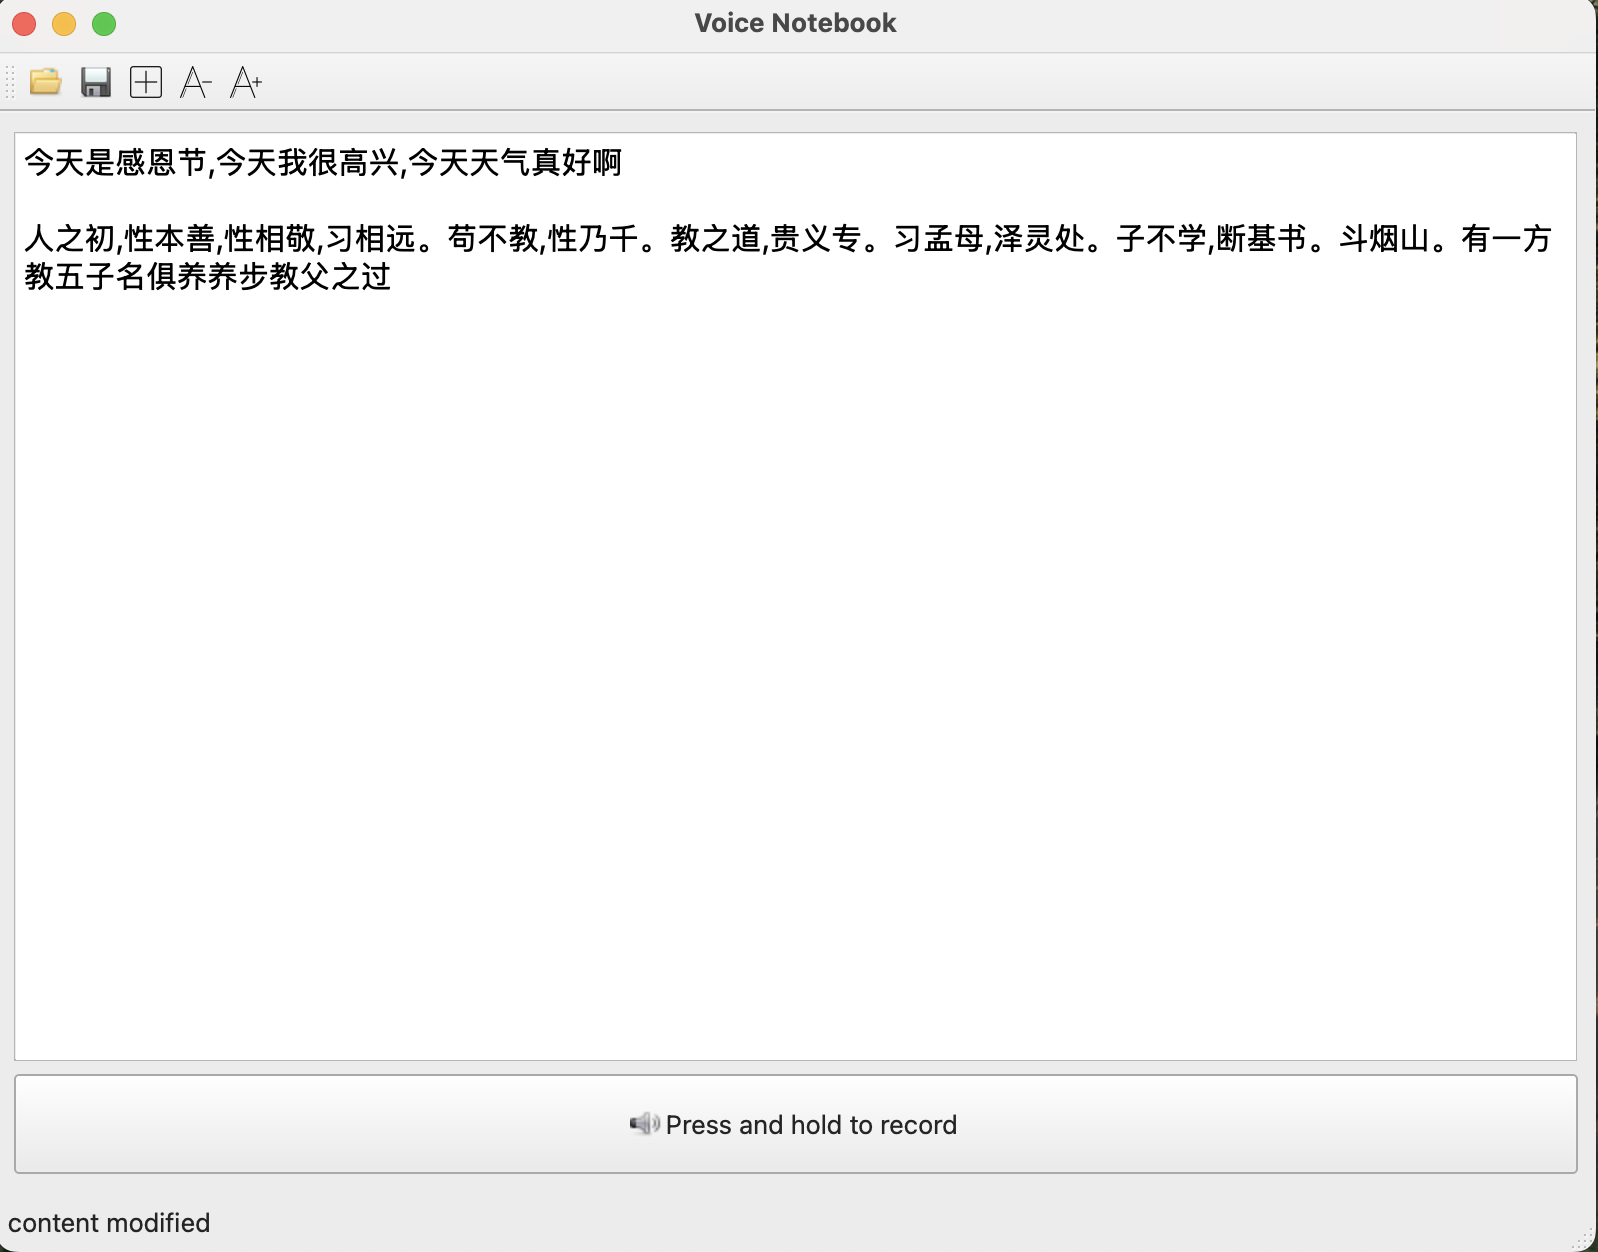 Voice Notebook
今天是感恩节,今天我很高兴,今天天气真好啊
人之初,性本善,性相敬,习相远。苟不教,性乃千。教之道,贵义专。习孟母,泽灵处。子不学,断基书。斗烟山。有一方
教五子名俱养养步教父之过
Press and hold to record
content modified